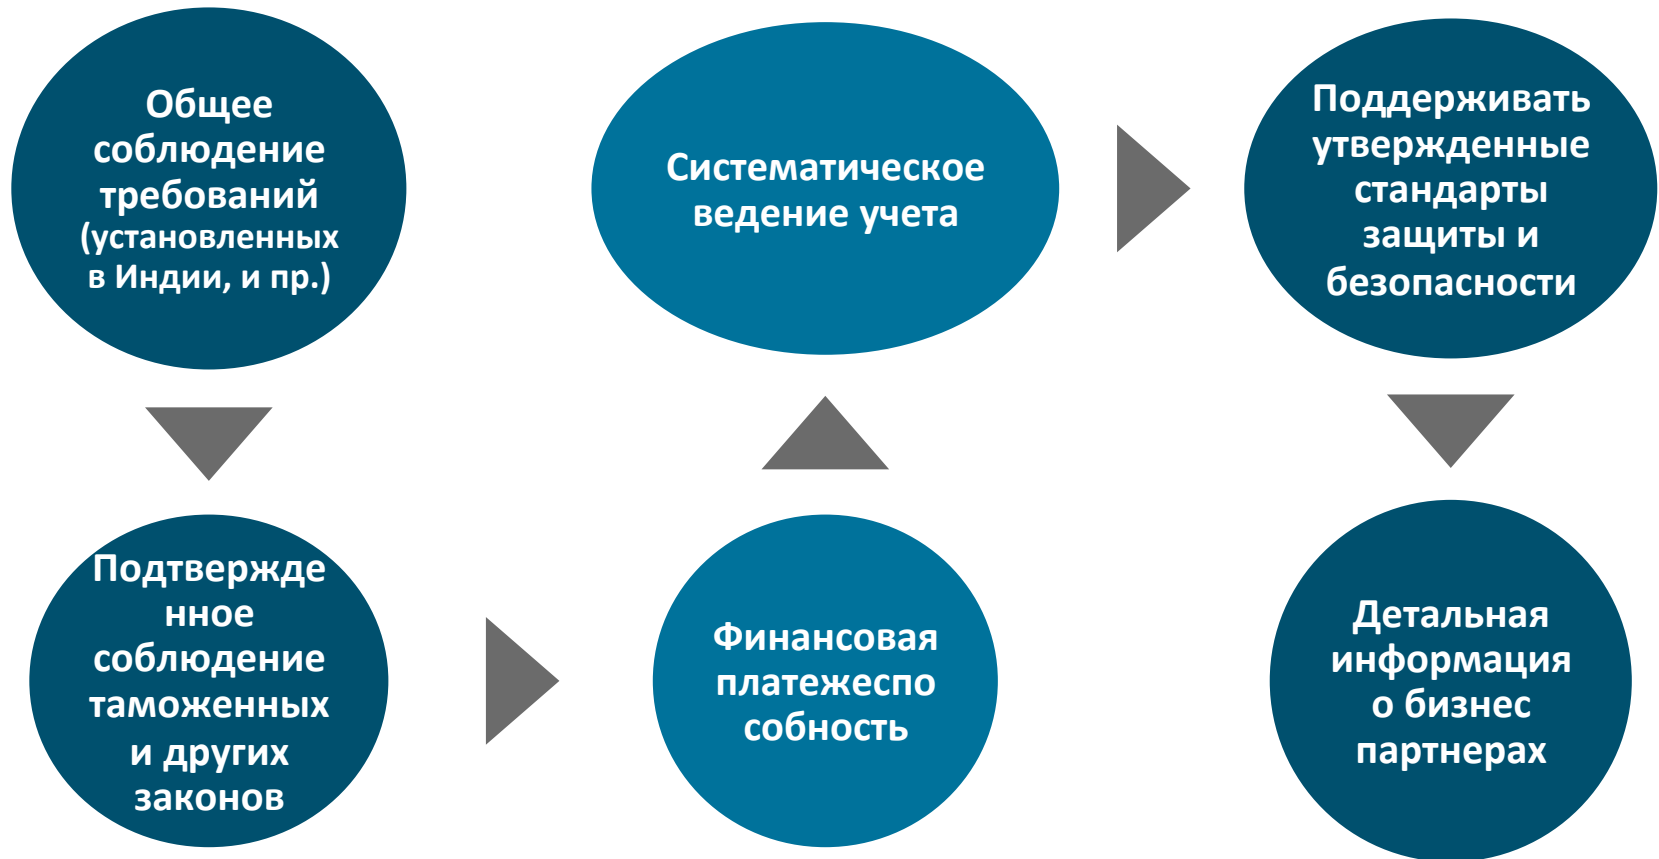 Общее
соблюдение
требований
(установленных
в Индии, и пр.)
Подтвержде
нное
соблюдение
таможенных
и других
законов
Финансовая
платежеспо
собность
Систематическое
ведение учета
Поддерживать
утвержденные
стандарты
защиты и
безопасности
Детальная
информация
о бизнес
партнерах